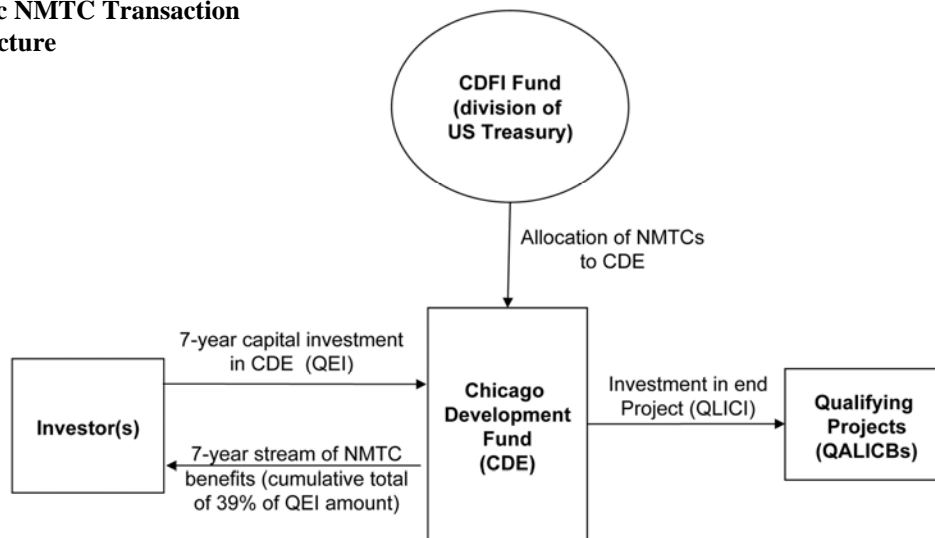 NMTC Transaction
CDFI Fund
(division of
US Treasury)
Allocation of NMTCs
to CDE
7-year capital investment
in CDE (QEI)
Investor(s)
7-year stream of NMTC
benefits (cumulative total
of 39% of QEI amount)
Chicago
Development
Fund
(CDE)
Investment in end
Project (QLICI)
Qualifying
Projects
(QALICBs)